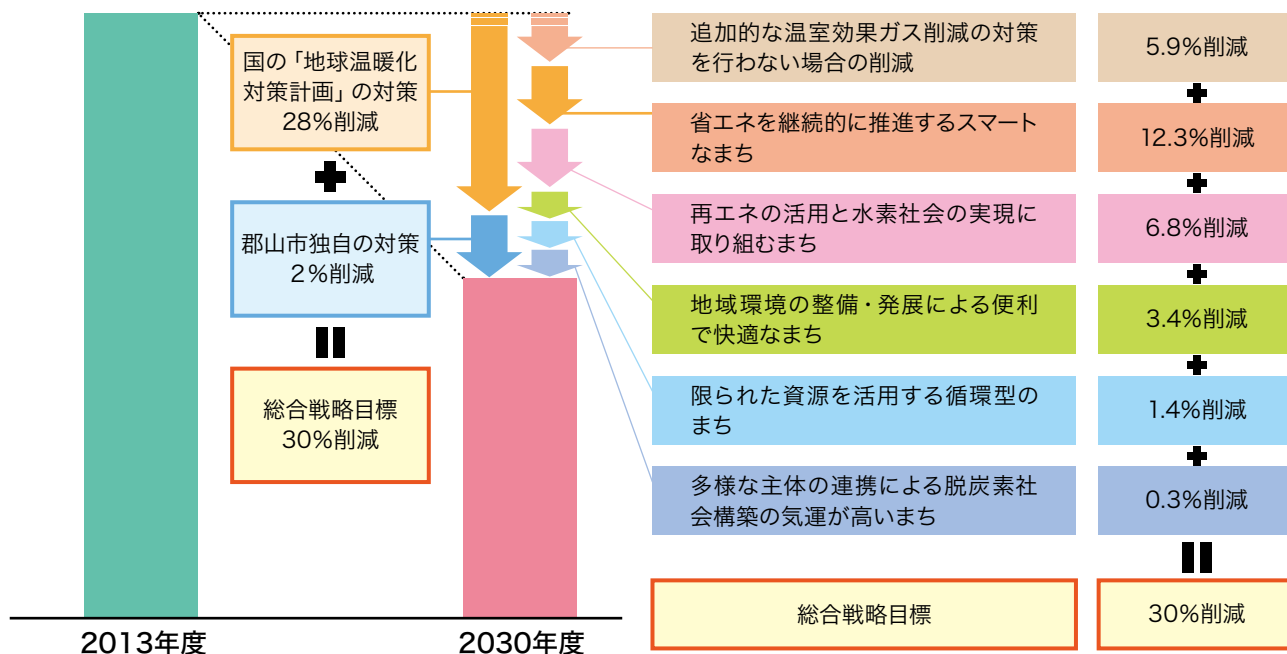 国の「地球温暖化
対策計画」の対策
28%削減
郡山市独自の対策
2%削減
総合戦略目標
30%削減
2013年度
2030年度
追加的な温室効果ガス削減の対策
を行わない場合の削減
5.9%削減
省エネを継続的に推進するスマート
なまち
12.3%削減
再エネの活用と水素社会の実現に
取り組むまち
6.8%削減
地域環境の整備・発展による便利
で快適なまち
3.4%削減
限られた資源を活用する循環型の
まち
1.4%削減
多様な主体の連携による脱炭素社
会構築の気運が高いまち
0.3%削減
総合戦略目標
30%削減